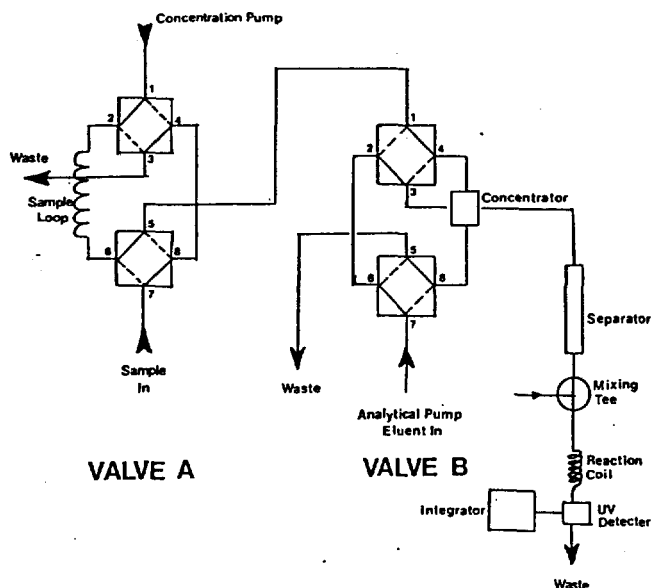 Concentration Pump
1
2
4
3
Waste
Sample
Loop
5
6
8
7
Sample
In
VALVE A
1
2
4
3
Concentrator
5
6
8
7
Waste
Analytical Pump
Eluent In
VALVE B
Separator
Mixing
Tee
Reaction
Coil
Integrator
UV
Detecter
Waste